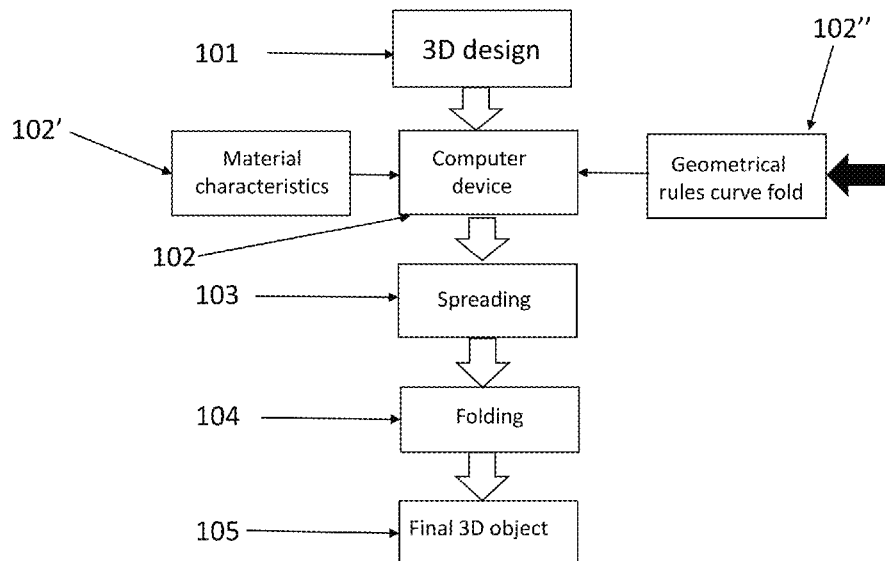 102''
101
3D design
102'
Material
characteristics
Computer
device
Geometrical
rules curve fold
102
103
Spreading
104
Folding
105
Final 3D object